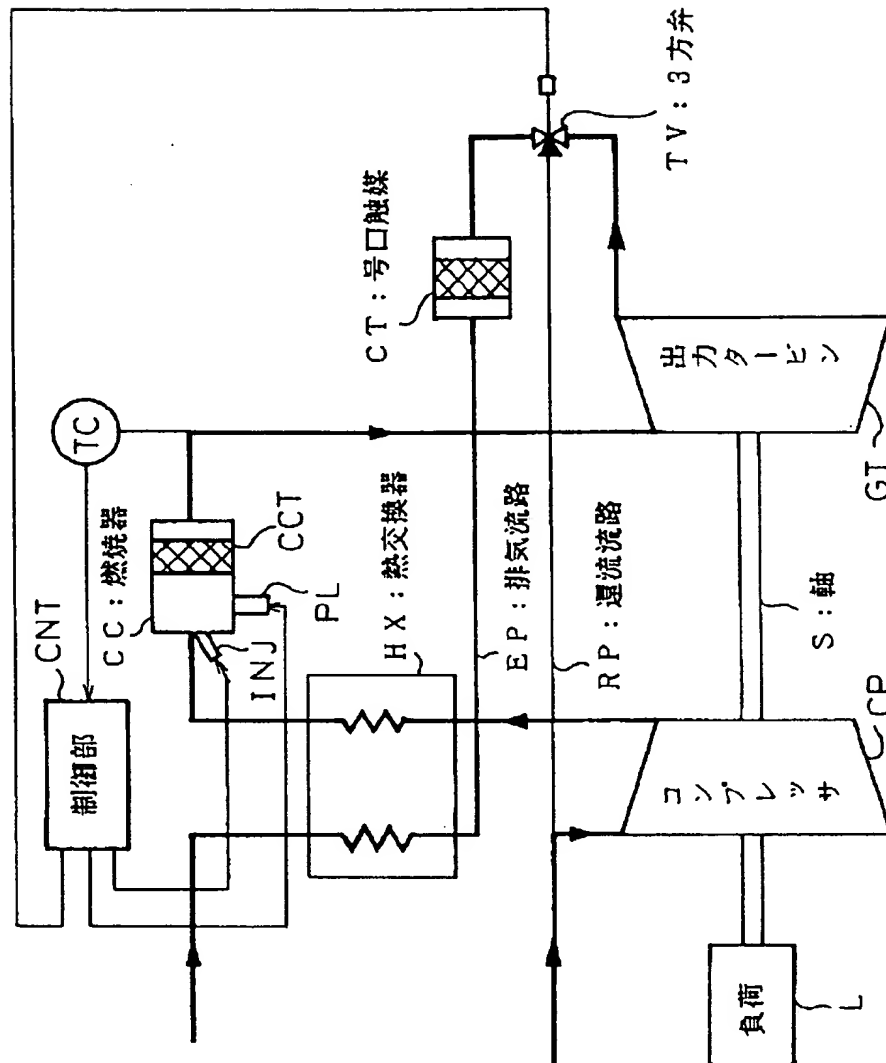 制御部
CNT
CC:燃焼器
CCT
PL
INJ
TC
HX:熱交換器
EP:排気流路
RP:還流流路
CT:号口触媒
TV:3方弁
出力タービン
GT
S:軸
コンプレッサ
CP
負荷
L